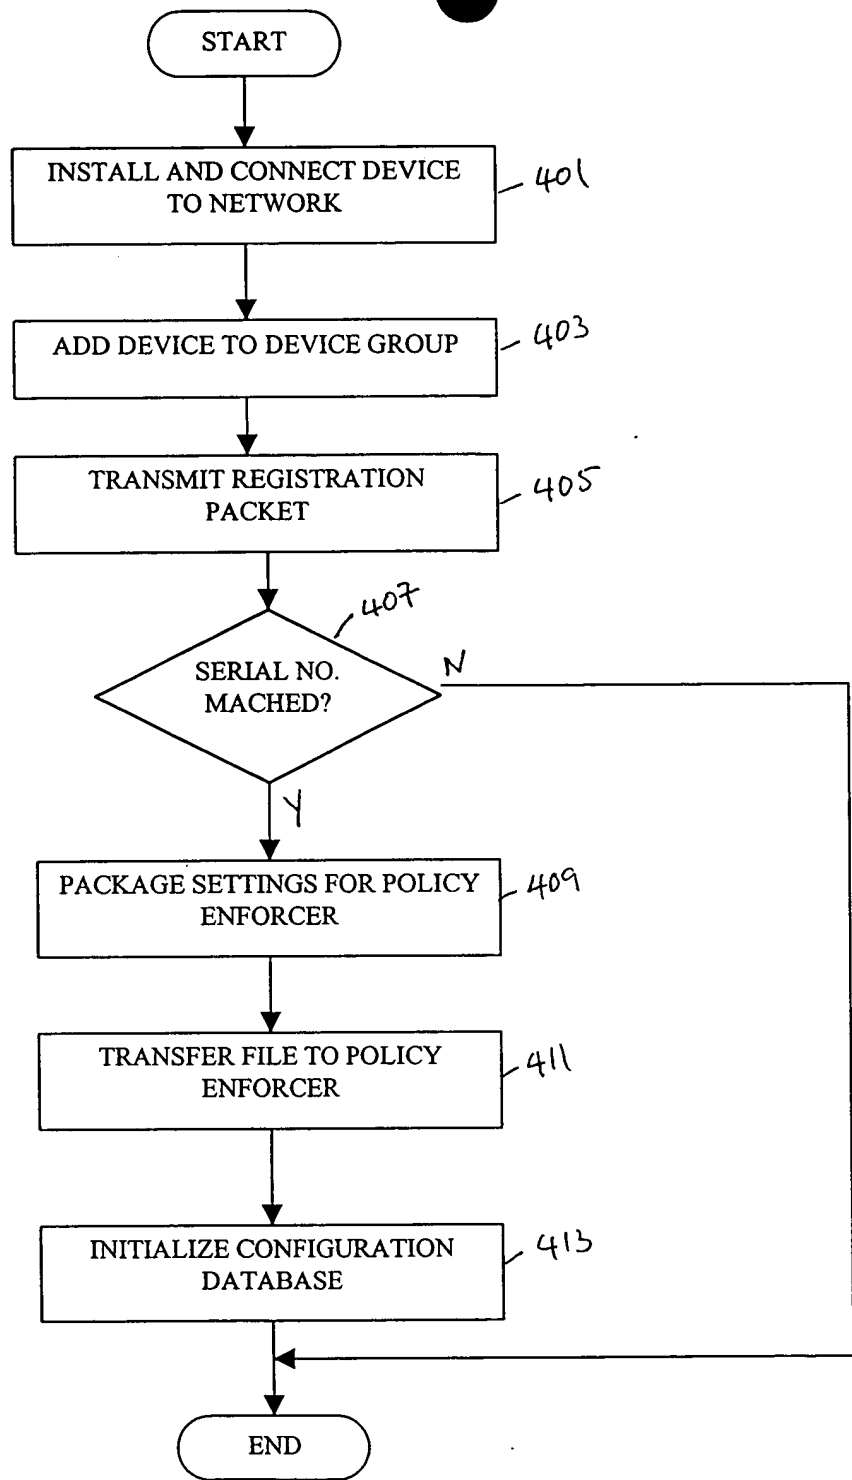 START
INSTALL AND CONNECT DEVICE
TO NETWORK
401
ADD DEVICE TO DEVICE GROUP
403
TRANSMIT REGISTRATION
PACKET
405
407
SERIAL NO.
MACHED?
N
Y
PACKAGE SETTINGS FOR POLICY
ENFORCER
409
TRANSFER FILE TO POLICY
ENFORCER
411
INITIALIZE CONFIGURATION
DATABASE
413
END